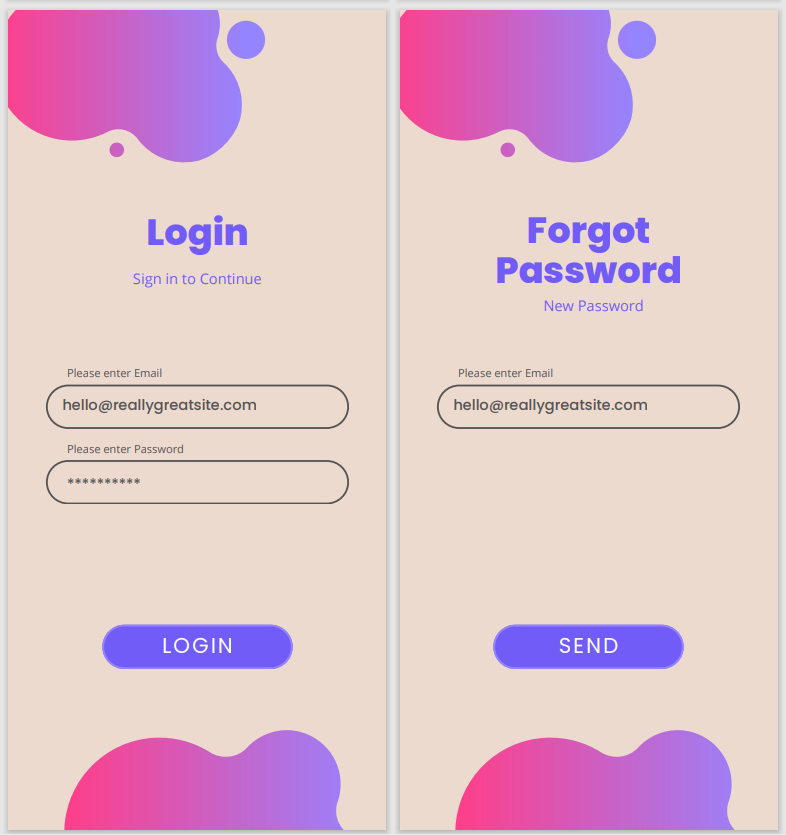 Login
Sign in to Continue
Please enter Email
hello@reallygreatsite.com
Please enter Password
**********
LOGIN
Forgot
Password
New Password
Please enter Email
hello@reallygreatsite.com
SEND